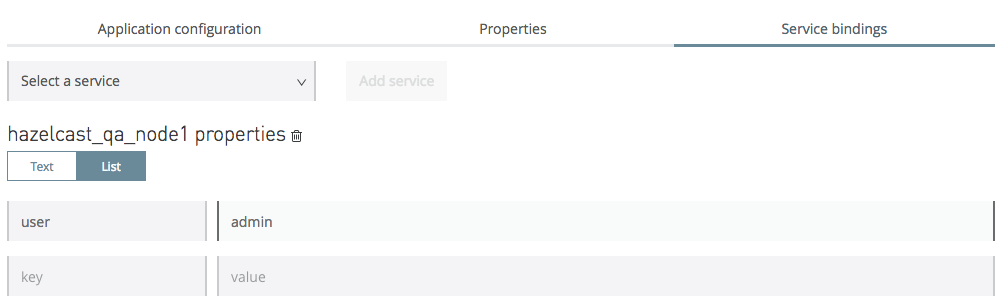 Application configuration Properties Service bindings
Select a service Add service
hazelcast_qa_node1 properties
Text List
user admin
key value